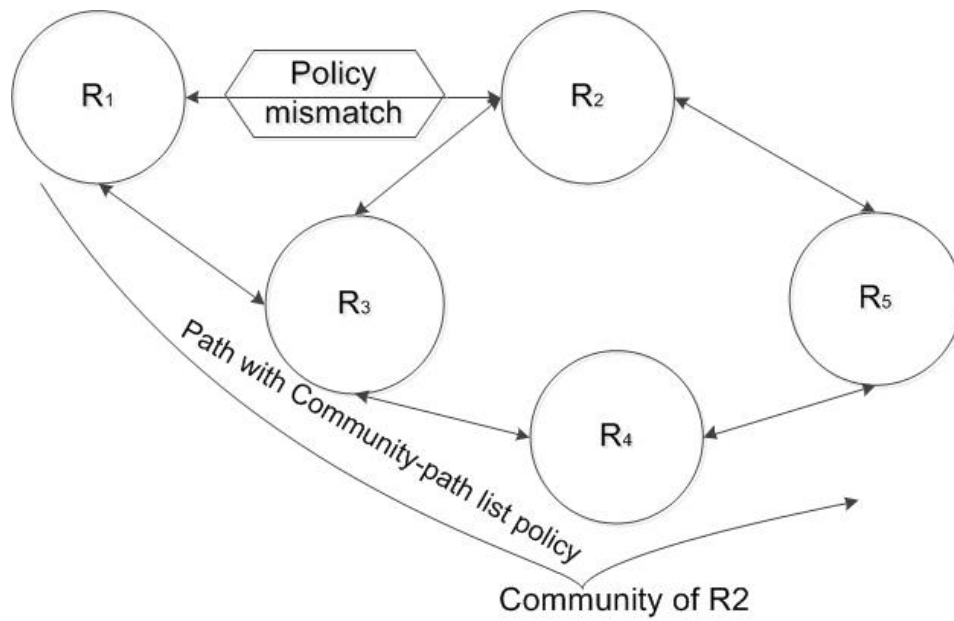 R1
Policy
mismatch
R2
R3
R5
R4
Path with Community-path list policy
Community of R2